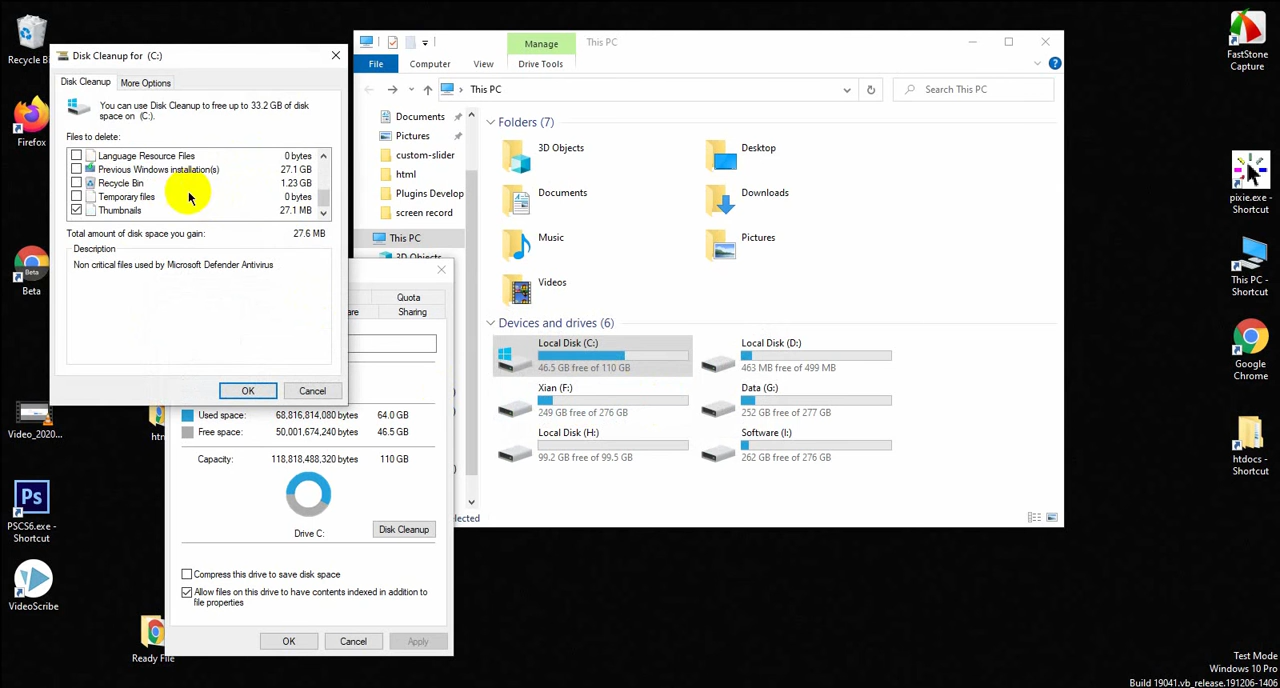 Recycle Bi
Firefox
Beta
Video_2020...
PSCS6.exe -
Shortcut
VideoScribe
Ready File
Disk Cleanup for (C:)
Disk Cleanup
More Options
You can use Disk Cleanup to free up to 33.2 GB of disk
space on (C:).
Files to delete:
Language Resource Files 0 bytes
Previous Windows installation(s) 27.1 GB
Recycle Bin 1.23 GB
Temporary files 0 bytes
Thumbnails 27.1 MB
Total amount of disk space you gain: 27.6 MB
Description
Non critical files used by Microsoft Defender Antivirus
OK
Cancel
Quota
Sharing
Used space: 68,816,814,080 bytes 64.0 GB
Free space: 50,001,674,240 bytes 46.5 GB
Capacity: 118,818,488,320 bytes 110 GB
Drive C:
Disk Cleanup
Compress this drive to save disk space
Allow files on this drive to have contents indexed in addition to
file properties
OK
Cancel
Apply
Manage
This PC
File
Computer
View
Drive Tools
This PC
Search This PC
Documents
Pictures
custom-slider
html
Plugins Develop
screen record
This PC
3D Objects
Folders (7)
3D Objects
Desktop
Documents
Downloads
Music
Pictures
Videos
Devices and drives (6)
Local Disk (C:)
46.5 GB free of 110 GB
Local Disk (D:)
463 MB free of 499 MB
Xian (F:)
249 GB free of 276 GB
Data (G:)
252 GB free of 277 GB
Local Disk (H:)
99.2 GB free of 99.5 GB
Software (I:)
262 GB free of 276 GB
FastStone
Capture
pixie.exe -
Shortcut
This PC -
Shortcut
Google
Chrome
htdocs -
Shortcut
Ps
Test Mode
Windows 10 Pro
Build 19041.vb_release.191206-1406